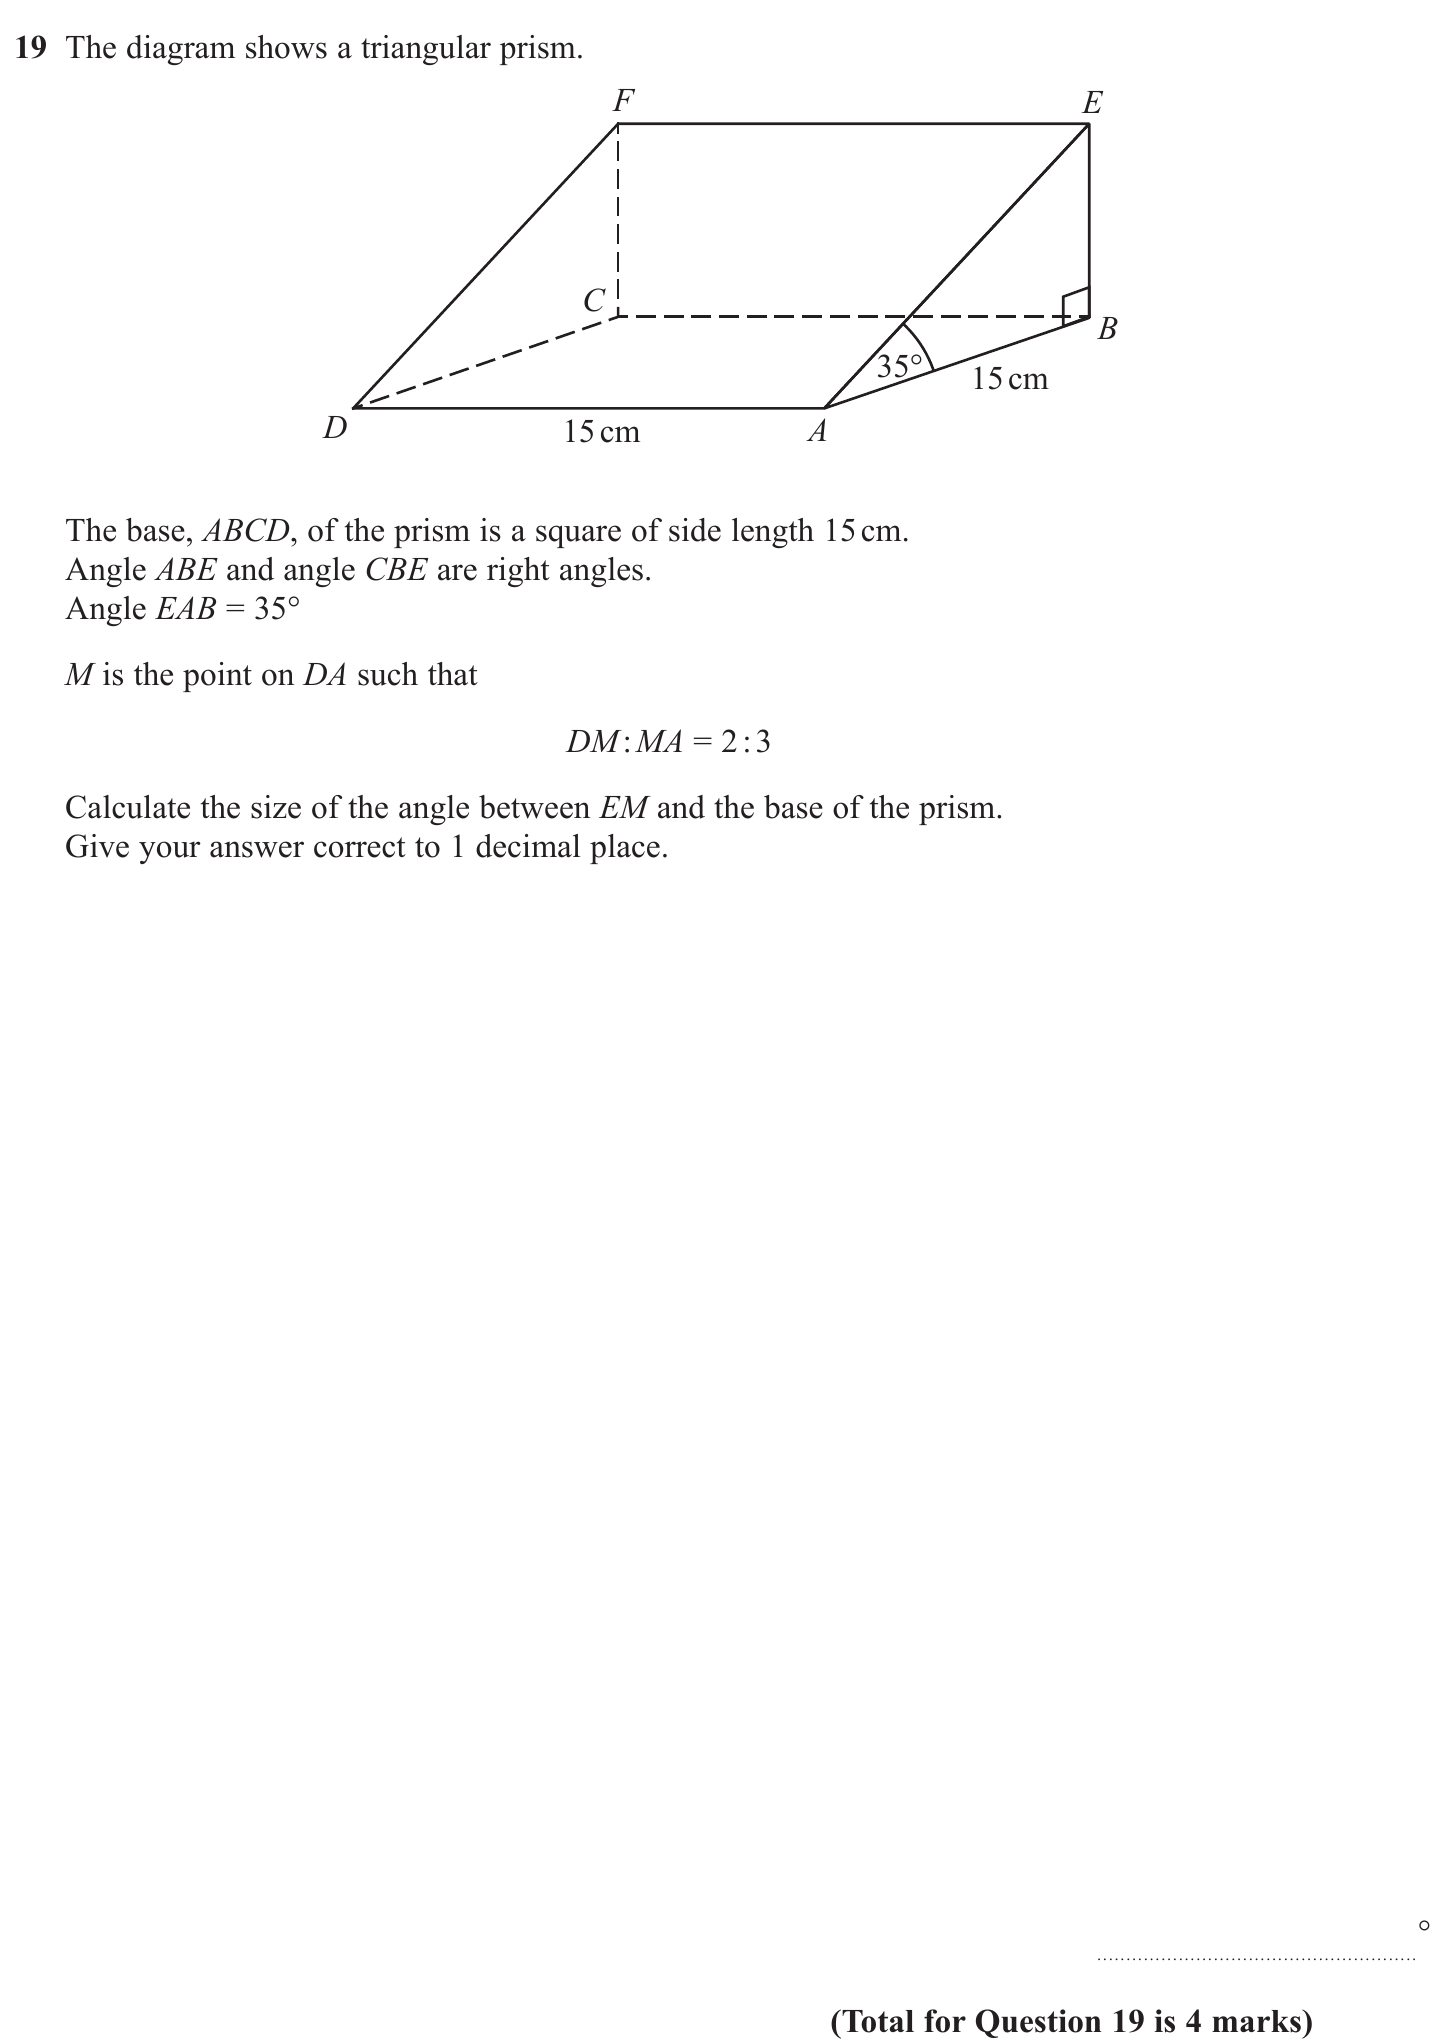 19 The diagram shows a triangular prism.
F
E
C
B
35°
15 cm
D
15 cm
A
The base, ABCD, of the prism is a square of side length 15 cm.
Angle ABE and angle CBE are right angles.
Angle EAB = 35°
M is the point on DA such that
DM : MA = 2 : 3
Calculate the size of the angle between EM and the base of the prism.
Give your answer correct to 1 decimal place.
°
(Total for Question 19 is 4 marks)